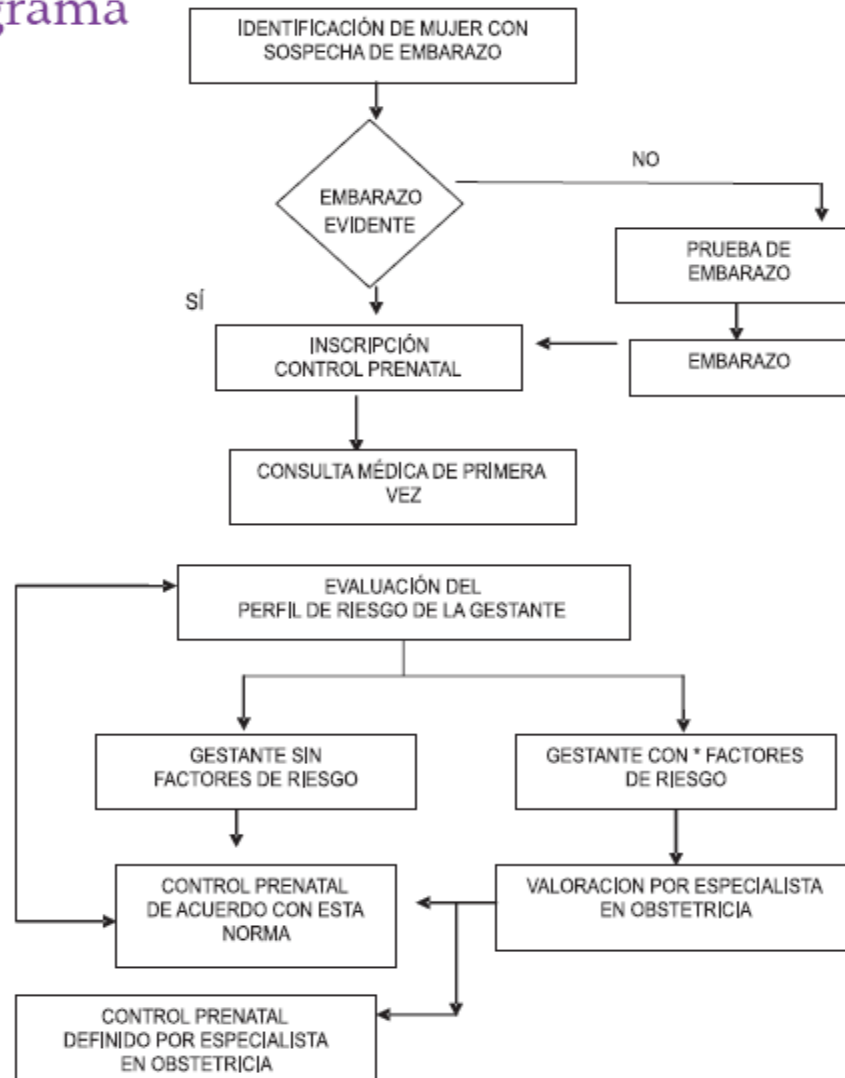 grama
IDENTIFICACIÓN DE MUJER CON
SOSPECHA DE EMBARAZO
EMBARAZO
EVIDENTE
NO
PRUEBA DE
EMBARAZO
SÍ
INSCRIPCIÓN
CONTROL PRENATAL
EMBARAZO
CONSULTA MÉDICA DE PRIMERA
VEZ
EVALUACIÓN DEL
PERFIL DE RIESGO DE LA GESTANTE
GESTANTE SIN
FACTORES DE RIESGO
GESTANTE CON * FACTORES
DE RIESGO
CONTROL PRENATAL
DE ACUERDO CON ESTA
NORMA
VALORACION POR ESPECIALISTA
EN OBSTETRICIA
CONTROL PRENATAL
DEFINIDO POR ESPECIALISTA
EN OBSTETRICIA